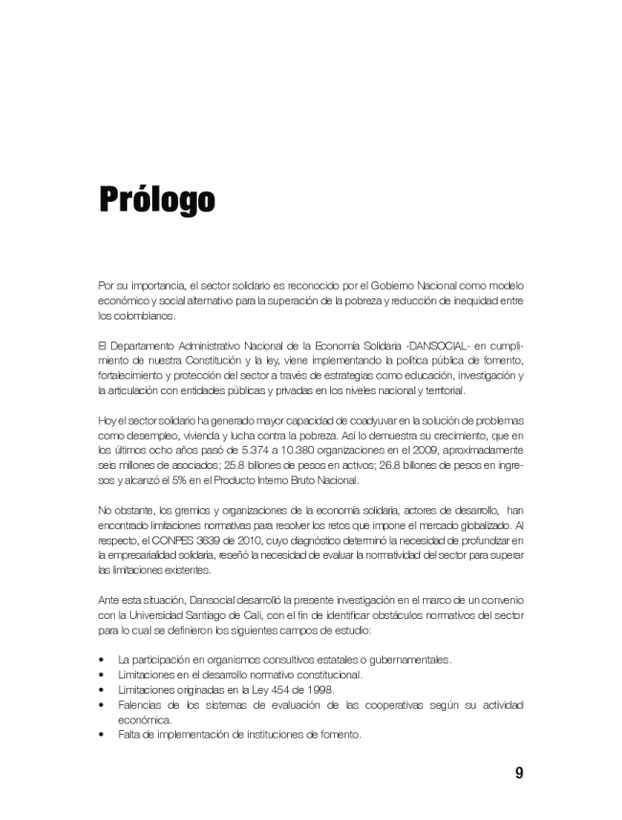 Prólogo
Por su importancia, el sector solidario es reconocido por el Gobierno Nacional como modelo
económico y social alternativo para la superación de la pobreza y reducción de inequidad entre
los colombianos.
El Departamento Administrativo Nacional de la Economía Solidaria -DANSOCIAL- en cumpli-
miento de nuestra Constitución y la ley, viene implementando la política pública de fomento,
fortalecimiento y protección del sector a través de estrategias como educación, investigación y
la articulación con entidades públicas y privadas en los niveles nacional y territorial.
Hoy el sector solidario ha generado mayor capacidad de coadyuvar en la solución de problemas
como desempleo, vivienda y lucha contra la pobreza. Así lo demuestra su crecimiento, que en
los últimos ocho años pasó de 5.374 a 10.380 organizaciones en el 2009, aproximadamente
seis millones de asociados; 25.8 billones de pesos en activos; 26.8 billones de pesos en ingre-
sos y alcanzó el 5% en el Producto Interno Bruto Nacional.
No obstante, los gremios y organizaciones de la economía solidaria, actores de desarrollo, han
encontrado limitaciones normativas para resolver los retos que impone el mercado globalizado. Al
respecto, el CONPES 3639 de 2010, cuyo diagnóstico determinó la necesidad de profundizar en
la empresarialidad solidaria, reseñó la necesidad de evaluar la normatividad del sector para superar
las limitaciones existentes.
Ante esta situación, Dansocial desarrolló la presente investigación en el marco de un convenio
con la Universidad Santiago de Cali, con el fin de identificar obstáculos normativos del sector
para lo cual se definieron los siguientes campos de estudio:
• La participación en organismos consultivos estatales o gubernamentales.
• Limitaciones en el desarrollo normativo constitucional.
• Limitaciones originadas en la Ley 454 de 1998.
• Falencias de los sistemas de evaluación de las cooperativas según su actividad
económica.
• Falta de implementación de instituciones de fomento.
9